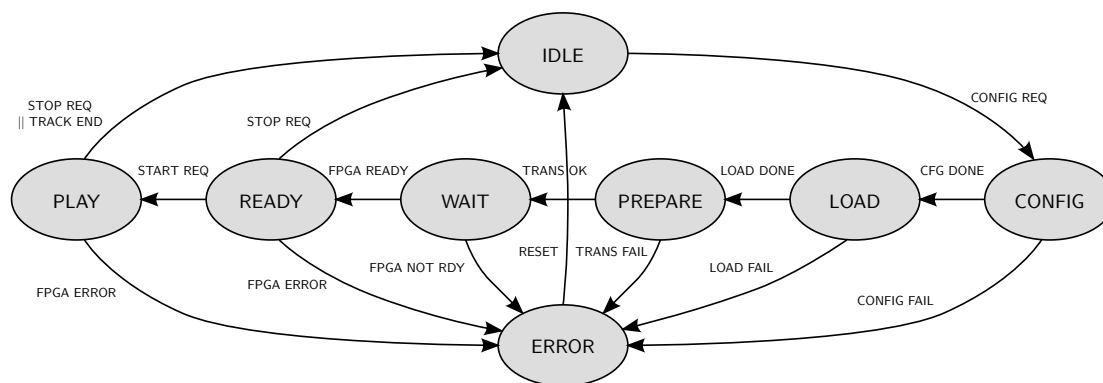 IDLE
CONFIG REQ
STOP REQ
|| TRACK END
STOP REQ
START REQ
FPGA READY
TRANS OK
LOAD DONE
CFG DONE
PLAY
READY
WAIT
PREPARE
LOAD
CONFIG
FPGA ERROR
FPGA ERROR
FPGA NOT RDY
RESET
TRANS FAIL
LOAD FAIL
CONFIG FAIL
ERROR